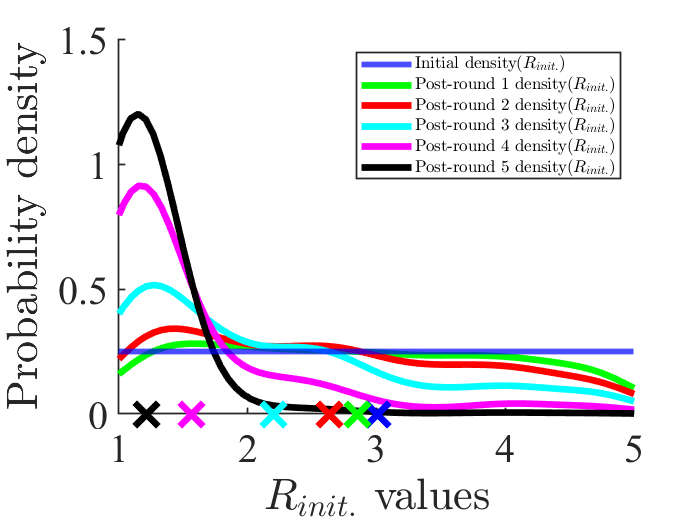 Probability density
1.5
1
0.5
0
Initial density(R_init.)
Post-round 1 density(R_init.)
Post-round 2 density(R_init.)
Post-round 3 density(R_init.)
Post-round 4 density(R_init.)
Post-round 5 density(R_init.)
1 2 3 4 5
R_init. values